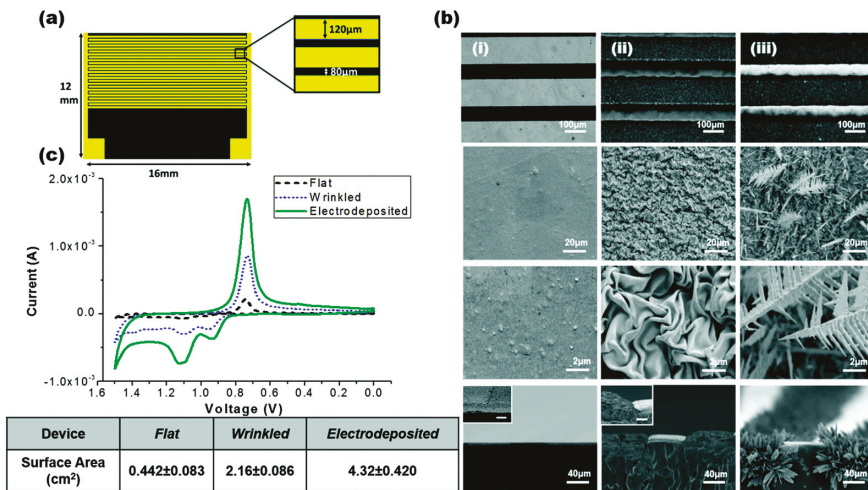 (a)
120µm
80µm
12
mm
16mm
(b)
(i)
(ii)
(iii)
100µm
100µm
100µm
20µm
20µm
20µm
2µm
2µm
2µm
40µm
40µm
40µm
(c)
2.0x10⁻³
1.0x10⁻³
0.0
-1.0x10⁻³
Current (A)
Flat
Wrinkled
Electrodeposited
1.6 1.4 1.2 1.0 0.8 0.6 0.4 0.2 0.0
Voltage (V)
Device Flat Wrinkled Electrodeposited
Surface Area (cm²) 0.442±0.083 2.16±0.086 4.32±0.420